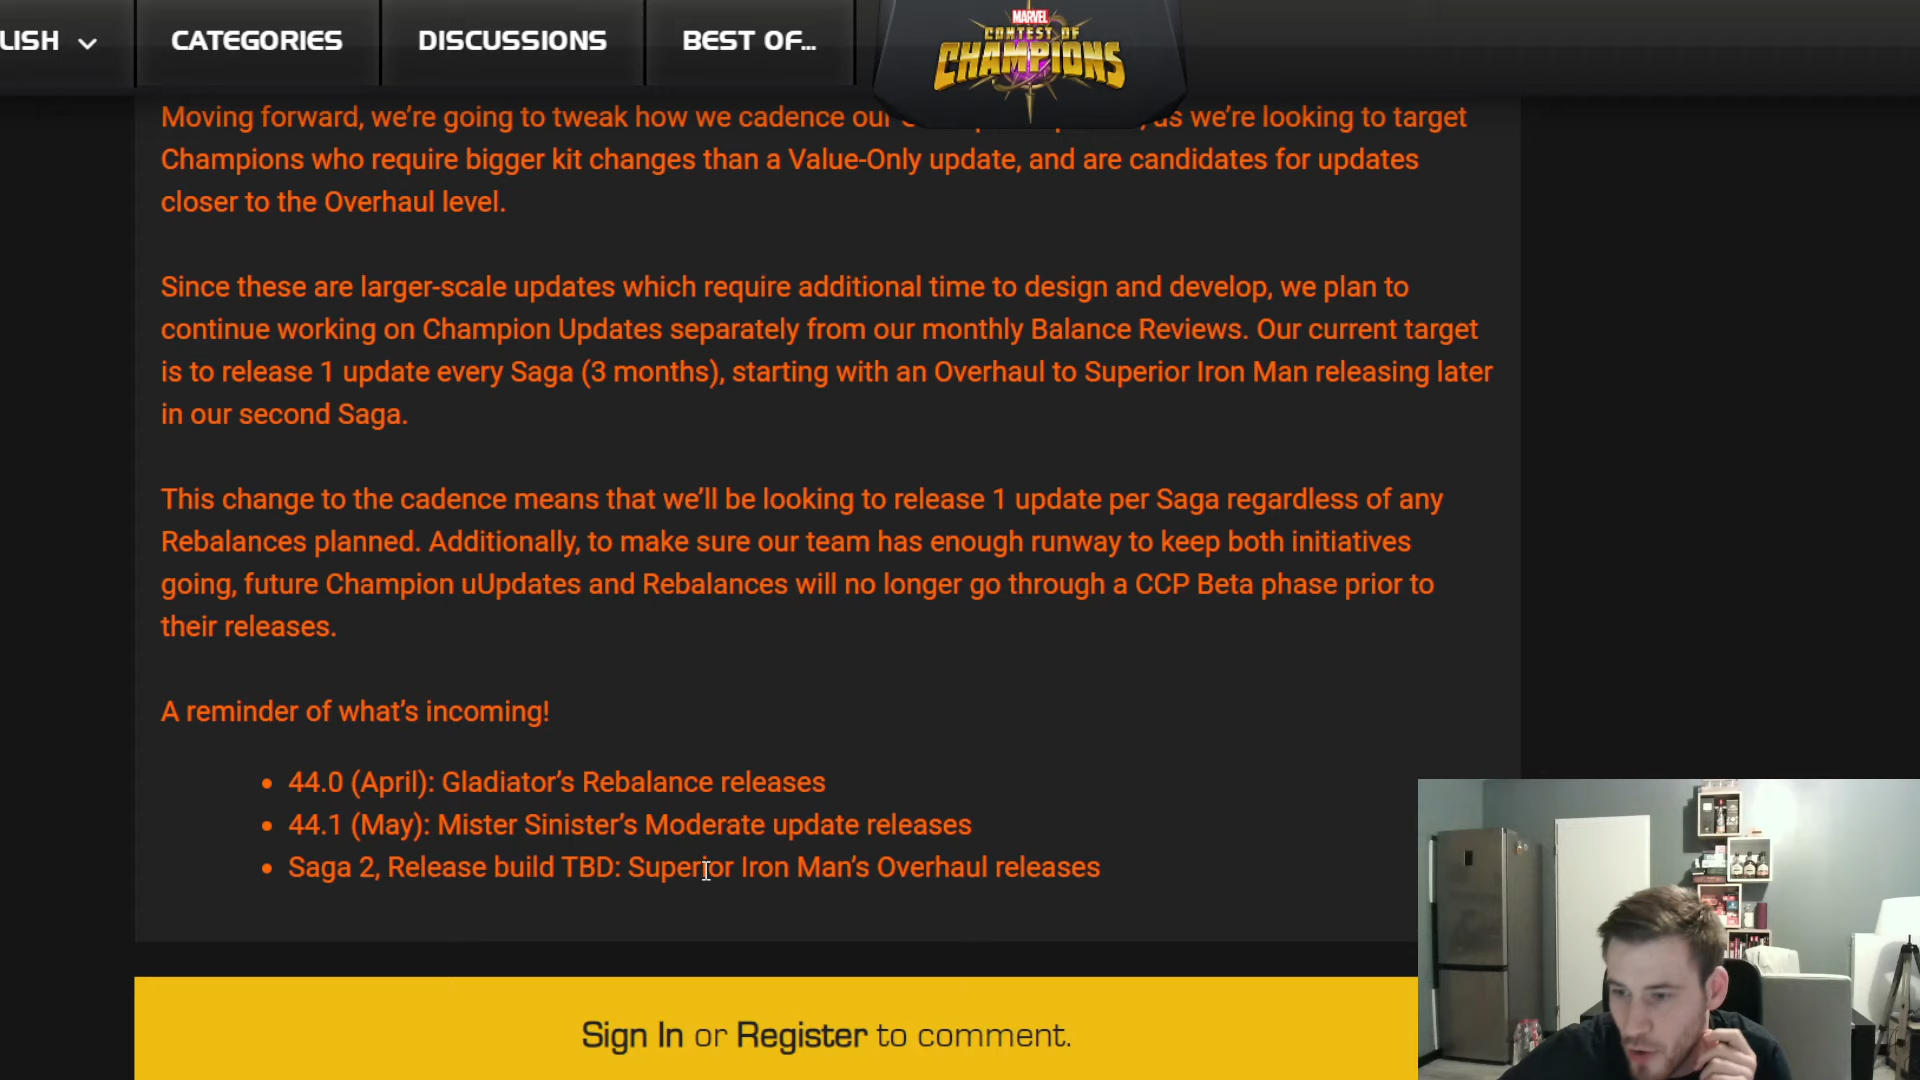 LISH
CATEGORIES
DISCUSSIONS
BEST OF...
MARVEL
CONTEST OF
CHAMPIONS
Moving forward, we're going to tweak how we cadence our as we're looking to target
Champions who require bigger kit changes than a Value-Only update, and are candidates for updates
closer to the Overhaul level.
Since these are larger-scale updates which require additional time to design and develop, we plan to
continue working on Champion Updates separately from our monthly Balance Reviews. Our current target
is to release 1 update every Saga (3 months), starting with an Overhaul to Superior Iron Man releasing later
in our second Saga.
This change to the cadence means that we'll be looking to release 1 update per Saga regardless of any
Rebalances planned. Additionally, to make sure our team has enough runway to keep both initiatives
going, future Champion uUpdates and Rebalances will no longer go through a CCP Beta phase prior to
their releases.
A reminder of what's incoming!
• 44.0 (April): Gladiator's Rebalance releases
• 44.1 (May): Mister Sinister's Moderate update releases
• Saga 2, Release build TBD: Superior Iron Man's Overhaul releases
Sign In or Register to comment.